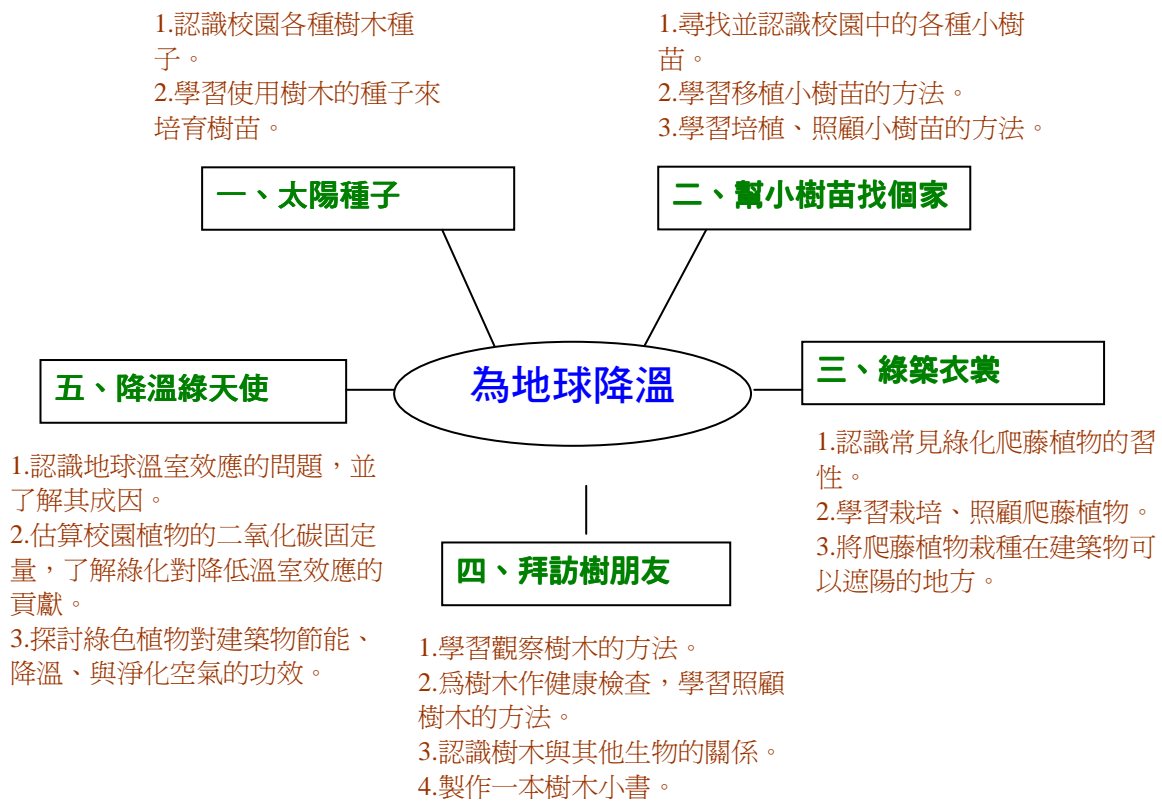 1.認識校園各種樹木種
子。
2.學習使用樹木的種子來
培育樹苗。
一、太陽種子
1.尋找並認識校園中的各種小樹
苗。
2.學習移植小樹苗的方法。
3.學習培植、照顧小樹苗的方法。
二、幫小樹苗找個家
為地球降溫
三、綠築衣裳
1.認識常見綠化爬藤植物的習
性。
2.學習栽培、照顧爬藤植物。
3.將爬藤植物栽種在建築物可
以遮陽的地方。
四、拜訪樹朋友
1.學習觀察樹木的方法。
2.為樹木作健康檢查，學習照顧
樹木的方法。
3.認識樹木與其他生物的關係。
4.製作一本樹木小書。
五、降溫綠天使
1.認識地球溫室效應的問題，並
了解其成因。
2.估算校園植物的二氧化碳固定
量，了解綠化對降低溫室效應的
貢獻。
3.探討綠色植物對建築物節能、
降溫、與淨化空氣的功效。